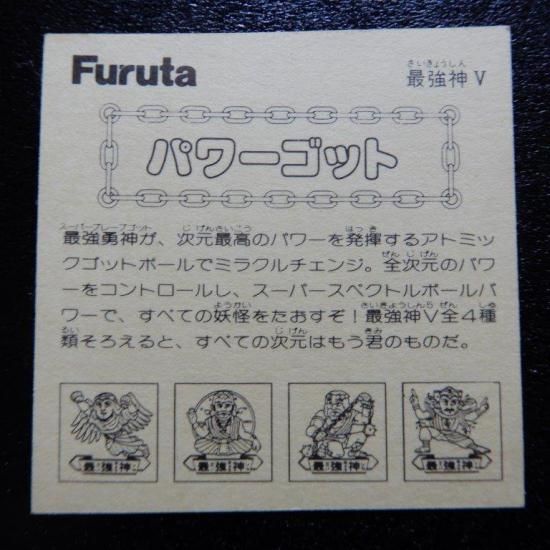 Furuta
さいきょうしん
最強神 V
パワーゴット
スーパーブレーブゴット じげんさいこう はっき
最強勇神が、次元最高のパワーを発揮するアトミッ
ぜんじげん
クゴットボールでミラクルチェンジ。全次元のパワ
ーをコントロールし、スーパースペクトルボールパ
ようかい さいきょうしん5 ぜん しゅ
ワーで、すべての妖怪をたおすぞ!最強神V全4種
るい じげん きみ
類そろえると、すべての次元はもう君のものだ。
最強神 最強神 最強神 最強神